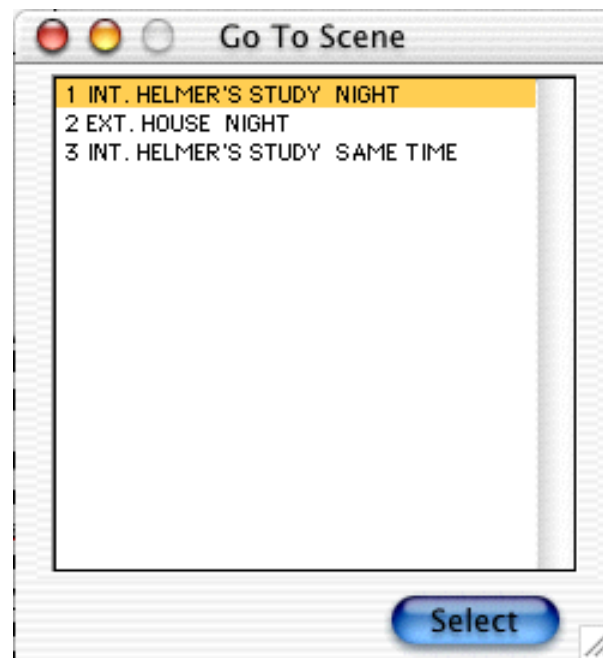 Go To Scene
1 INT. HELMER'S STUDY  NIGHT
2 EXT. HOUSE  NIGHT
3 INT. HELMER'S STUDY  SAME TIME
Select